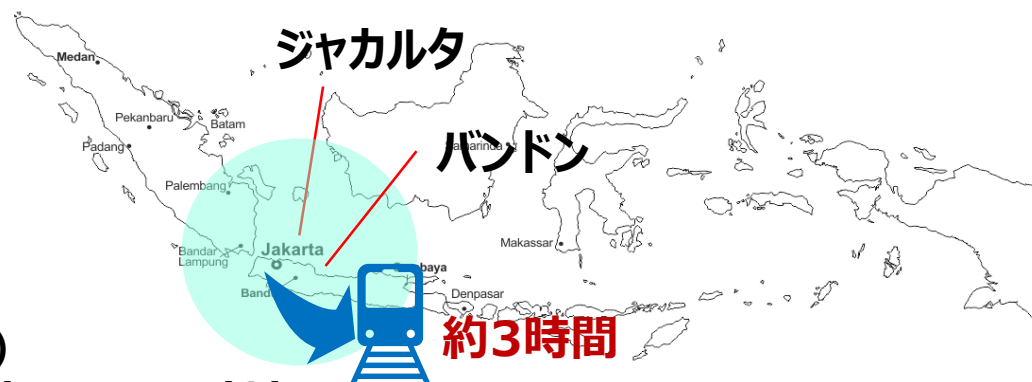 ジャカルタ
Medan
Pekanbaru
Batam
バンドン
Padang
Palembang
Makassar
Jakarta
Bandar
Lampung
Denpasar
約3時間